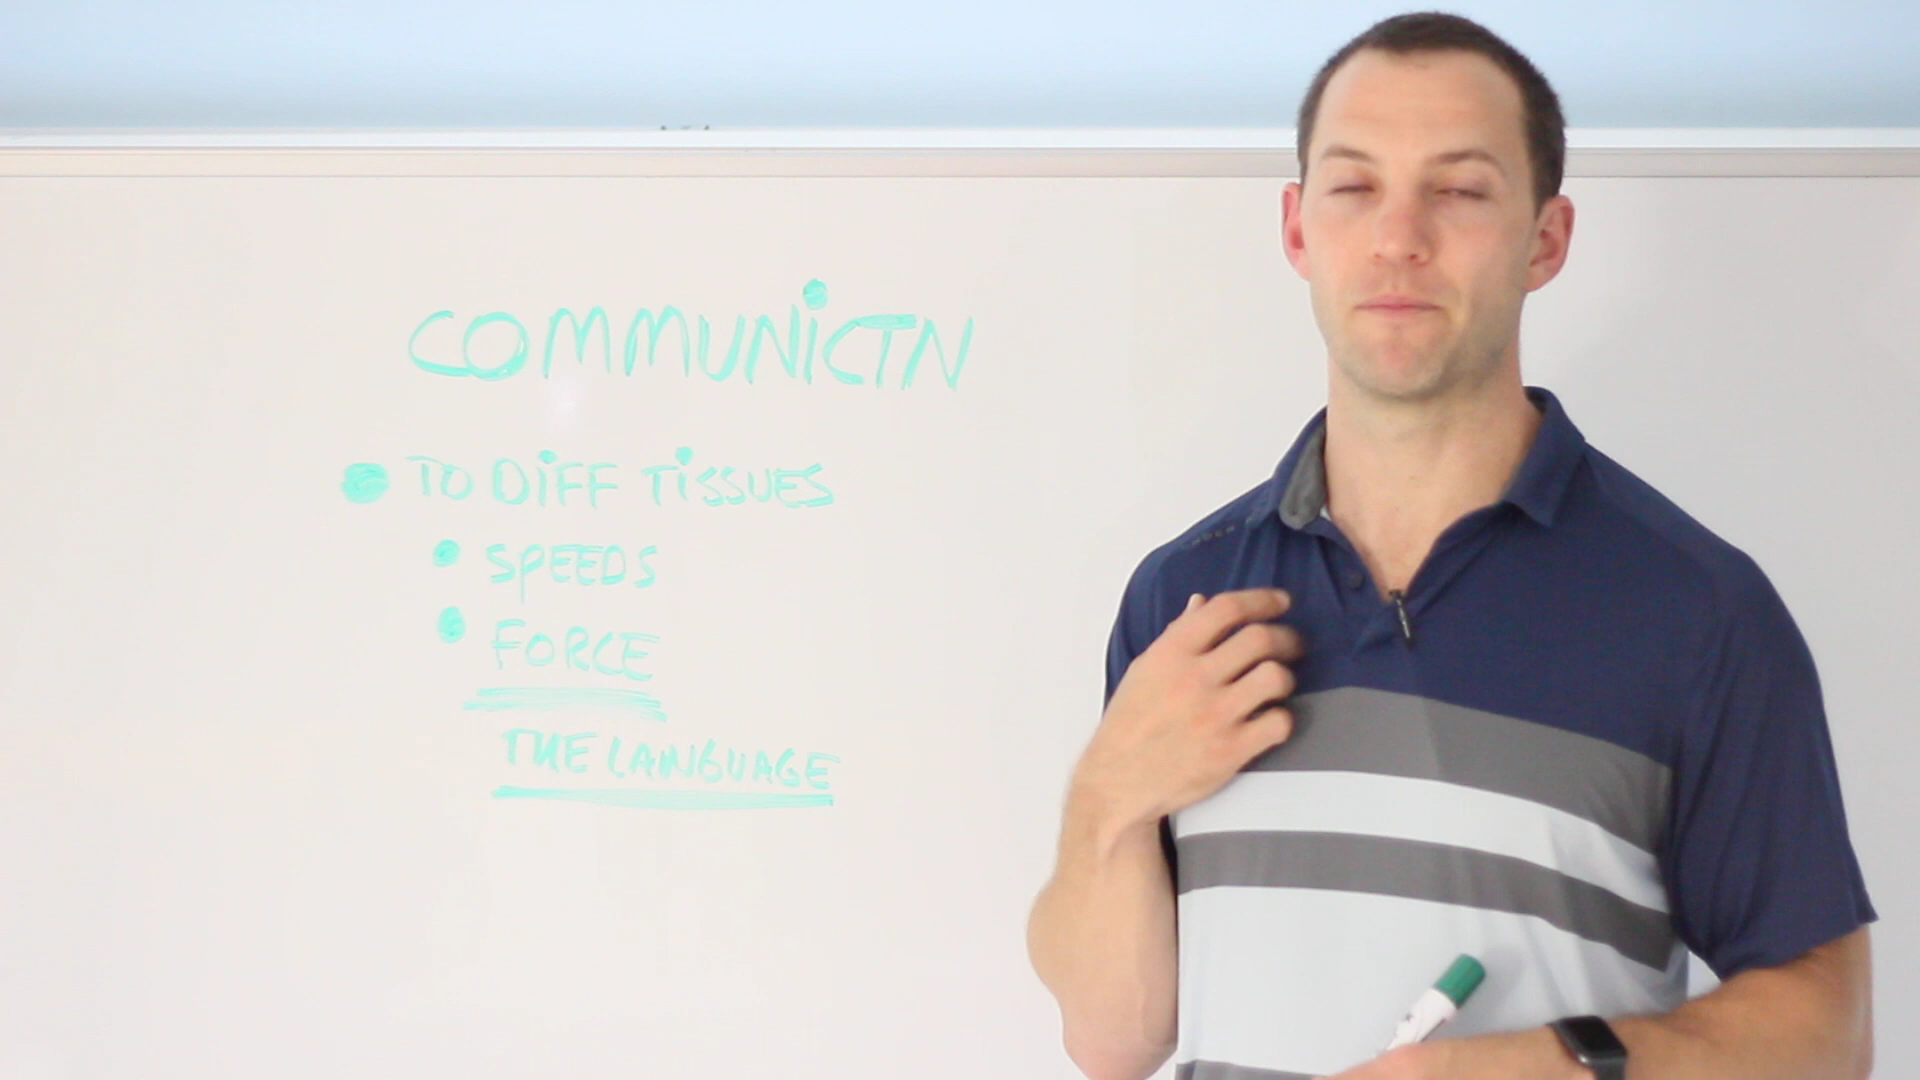 COMMUNiCTN
TO DiFF TiSSUES
SPEEDS
FORCE
THE LANGUAGE